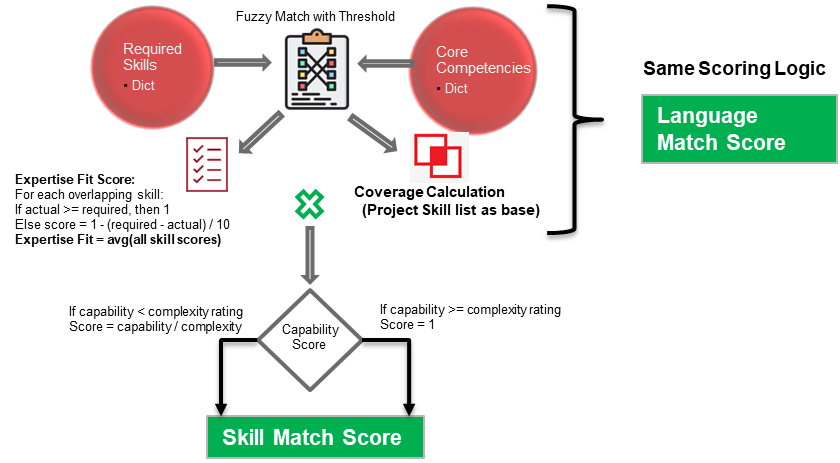 Fuzzy Match with Threshold
Required
Skills
• Dict
Core
Competencies
• Dict
Same Scoring Logic
Language
Match Score
Expertise Fit Score:
For each overlapping skill:
If actual >= required, then 1
Else score = 1 - (required - actual) / 10
Expertise Fit = avg(all skill scores)
Coverage Calculation
(Project Skill list as base)
If capability < complexity rating
Score = capability / complexity
If capability >= complexity rating
Score = 1
Capability
Score
Skill Match Score